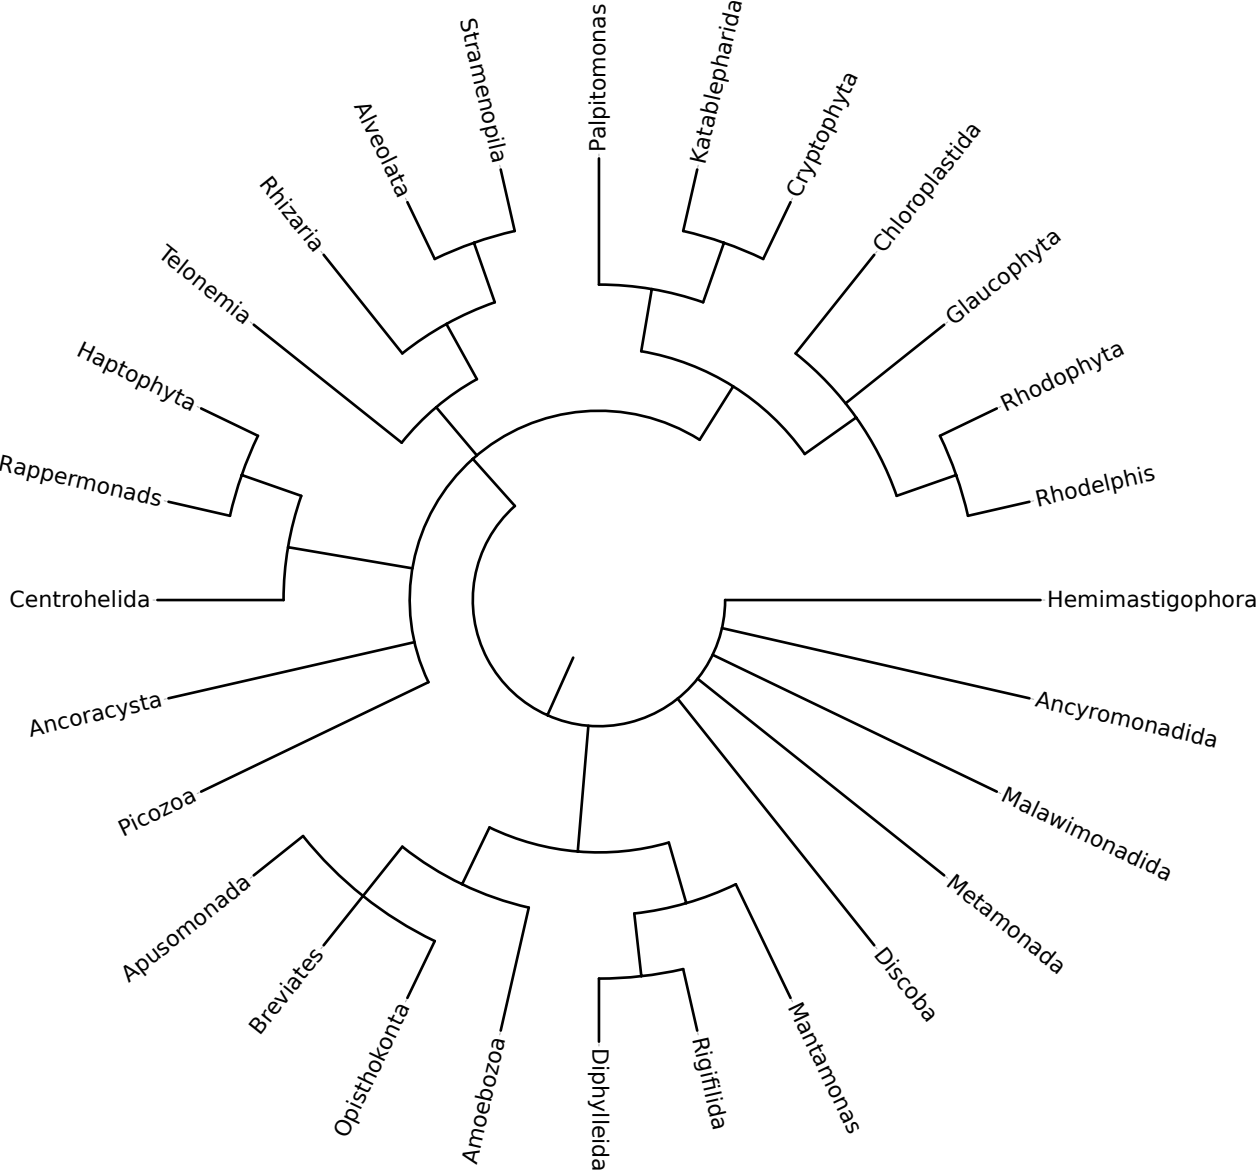 Palpitomonas
Katablepharida
Cryptophyta
Chloroplastida
Glaucophyta
Rhodophyta
Rhodelphis
Hemimastigophora
Ancyromonadida
Malawimonadida
Metamonada
Discoba
Mantamonas
Rigifilida
Diphylleida
Amoebozoa
Opisthokonta
Breviates
Apusomonada
Picozoa
Ancoracysta
Centrohelida
Rappermonads
Haptophyta
Telonemia
Rhizaria
Alveolata
Stramenopila